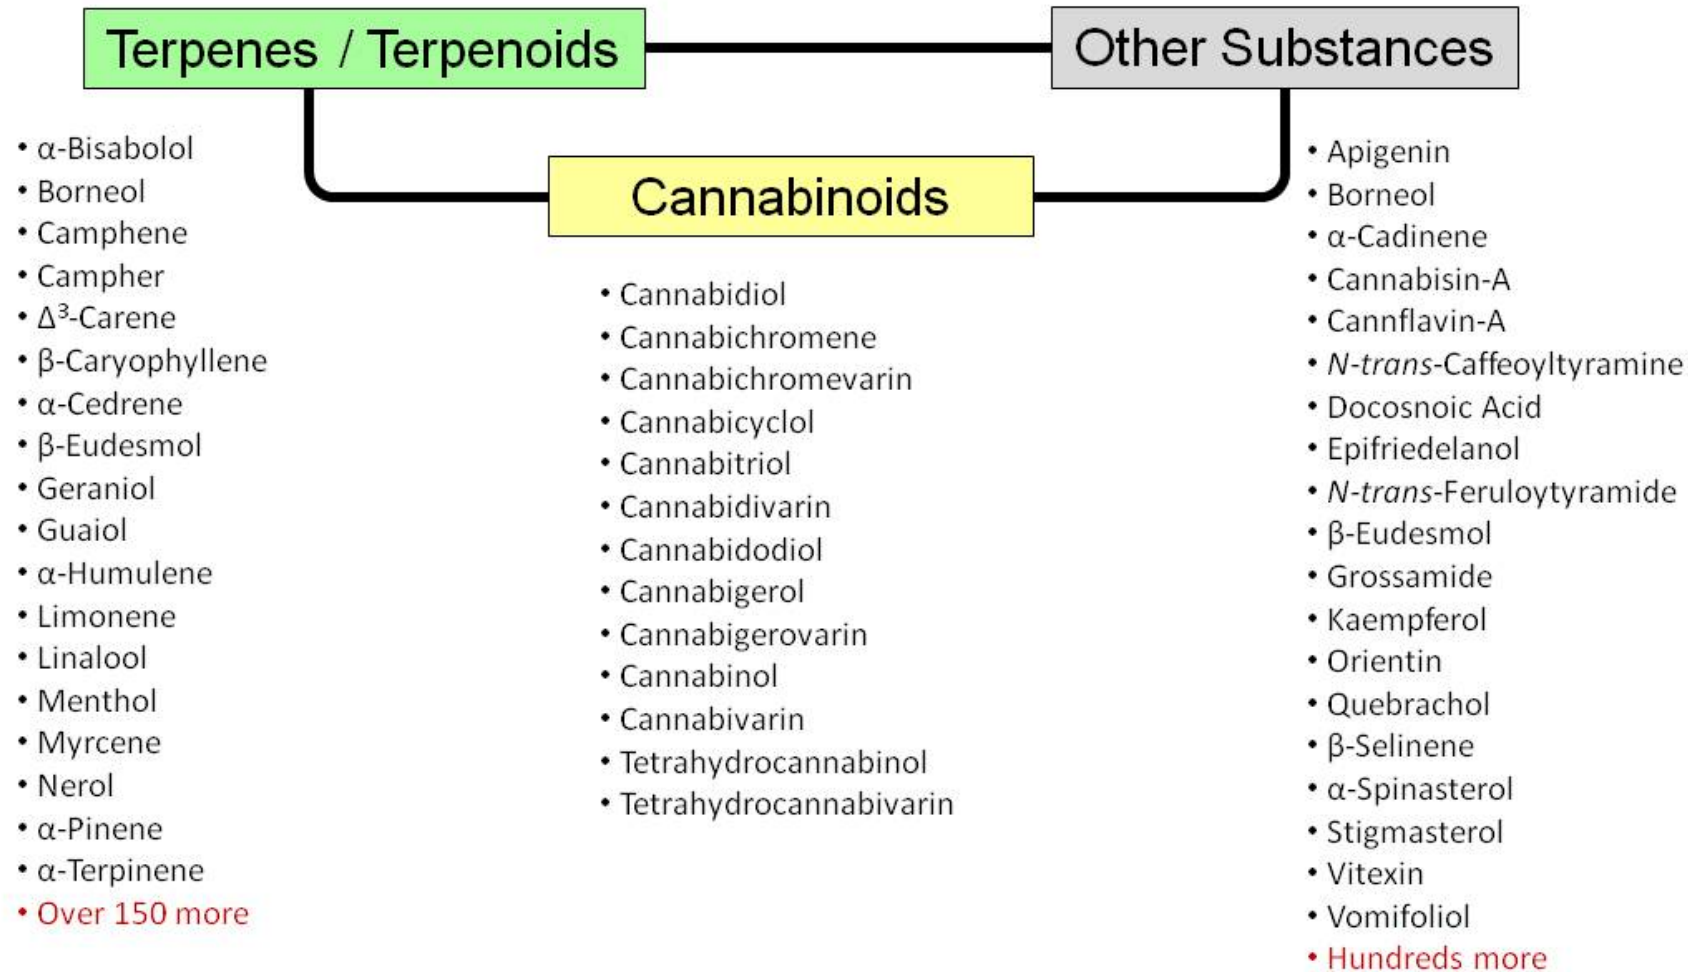 Terpenes / Terpenoids
Other Substances
Cannabinoids
• α-Bisabolol
• Borneol
• Camphene
• Campher
• Δ³-Carene
• β-Caryophyllene
• α-Cedrene
• β-Eudesmol
• Geraniol
• Guaiol
• α-Humulene
• Limonene
• Linalool
• Menthol
• Myrcene
• Nerol
• α-Pinene
• α-Terpinene
• Over 150 more
• Cannabidiol
• Cannabichromene
• Cannabichromevarin
• Cannabicyclol
• Cannabitriol
• Cannabidivarin
• Cannabidodiol
• Cannabigerol
• Cannabigerovarin
• Cannabinol
• Cannabivarin
• Tetrahydrocannabinol
• Tetrahydrocannabivarin
• Apigenin
• Borneol
• α-Cadinene
• Cannabisin-A
• Cannflavin-A
• N-trans-Caffeoyltyramine
• Docosnoic Acid
• Epifriedelanol
• N-trans-Feruloytyramide
• β-Eudesmol
• Grossamide
• Kaempferol
• Orientin
• Quebrachol
• β-Selinene
• α-Spinasterol
• Stigmasterol
• Vitexin
• Vomifoliol
• Hundreds more